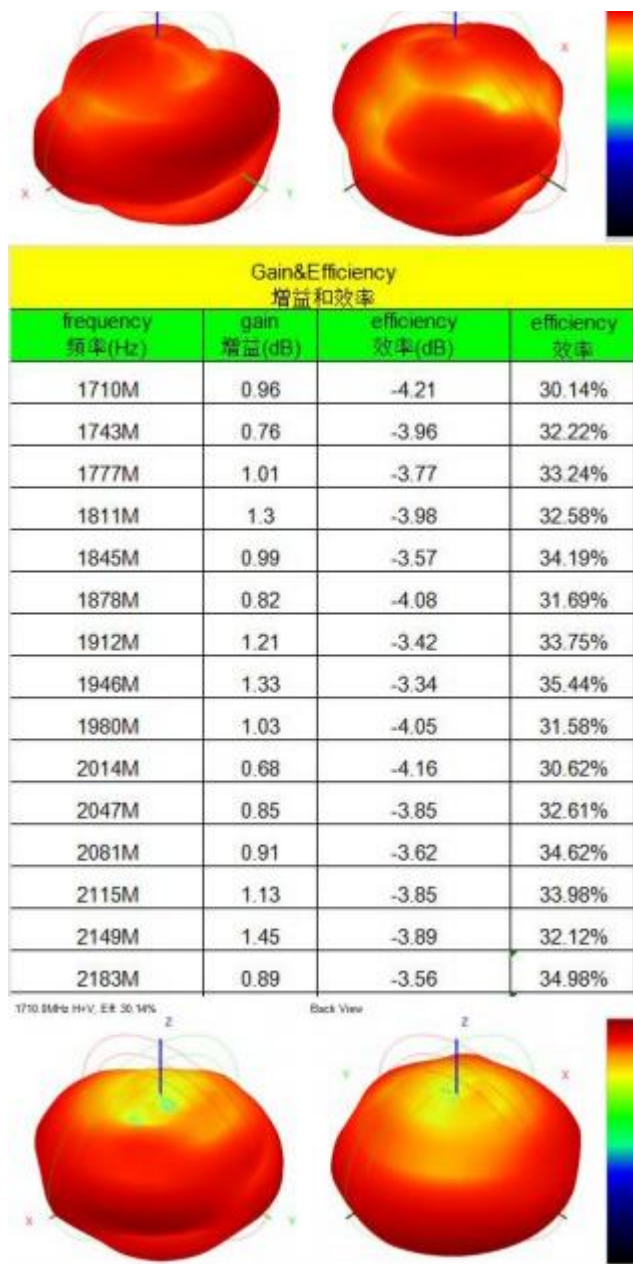 X
Y
Y
X
Gain&Efficiency
增益和效率
frequency
頻率(Hz)
gain
增益(dB)
efficiency
效率(dB)
efficiency
效率
1710M 0.96 -4.21 30.14%
1743M 0.76 -3.96 32.22%
1777M 1.01 -3.77 33.24%
1811M 1.3 -3.98 32.58%
1845M 0.99 -3.57 34.19%
1878M 0.82 -4.08 31.69%
1912M 1.21 -3.42 33.75%
1946M 1.33 -3.34 35.44%
1980M 1.03 -4.05 31.58%
2014M 0.68 -4.16 30.62%
2047M 0.85 -3.85 32.61%
2081M 0.91 -3.62 34.62%
2115M 1.13 -3.85 33.98%
2149M 1.45 -3.89 32.12%
2183M 0.89 -3.56 34.98%
1710.0MHz H+V, Eff: 30.14%
Back View
Z
Z
Y
X
X
Y